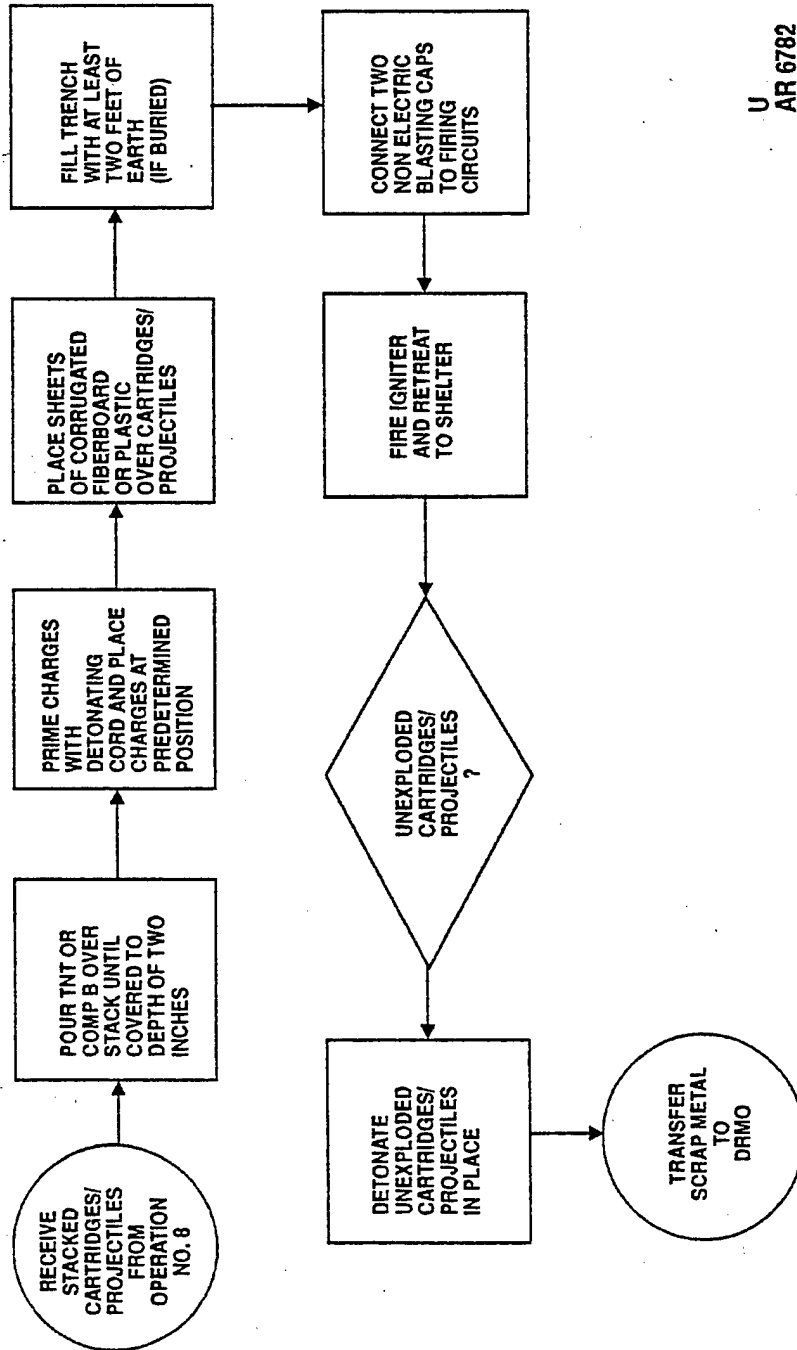 RECEIVE
STACKED
CARTRIDGES/
PROJECTILES
FROM
OPERATION
NO. 8
POUR TNT OR
COMP B OVER
STACK UNTIL
COVERED TO
DEPTH OF TWO
INCHES
PRIME CHARGES
WITH
DETONATING
CORD AND PLACE
CHARGES AT
PREDETERMINED
POSITION
PLACE SHEETS
OF CORRUGATED
FIBERBOARD
OR PLASTIC
OVER CARTRIDGES/
PROJECTILES
FILL TRENCH
WITH AT LEAST
TWO FEET OF
EARTH
(IF BURIED)
CONNECT TWO
NON ELECTRIC
BLASTING CAPS
TO FIRING
CIRCUITS
FIRE IGNITER
AND RETREAT
TO SHELTER
UNEXPLODED
CARTRIDGES/
PROJECTILES
?
DETONATE
UNEXPLODED
CARTRIDGES/
PROJECTILES
IN PLACE
TRANSFER
SCRAP METAL
TO
DRMO
U
AR 6782